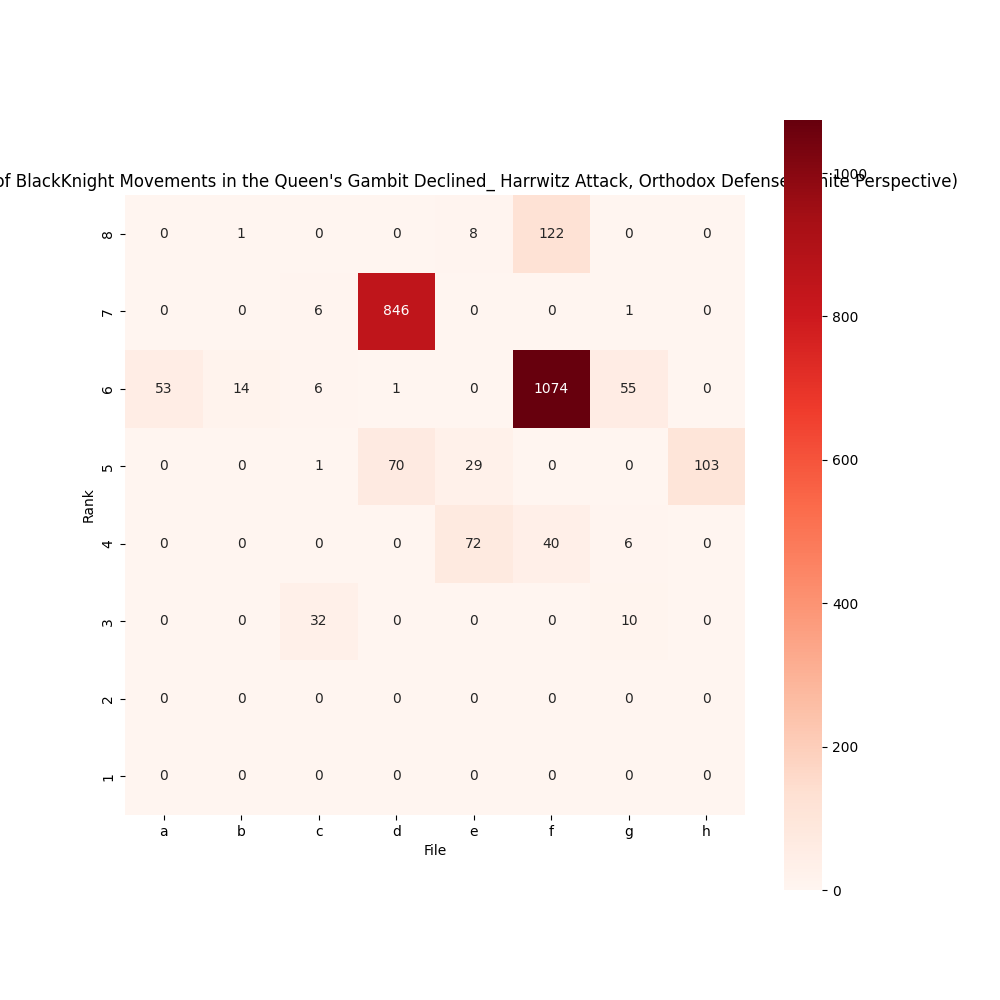 of BlackKnight Movements in the Queen's Gambit Declined_ Harrwitz Attack, Orthodox Defense Perspective)
1000
8 0 1 0 0 8 122 0 0
7 0 0 6 846 0 0 1 0
800
6 53 14 6 1 0 1074 55 0
600
5 0 0 1 70 29 0 0 103
Rank
4 0 0 0 0 72 40 6 0
400
3 0 0 32 0 0 0 10 0
2 0 0 0 0 0 0 0 0
200
1 0 0 0 0 0 0 0 0
a b c d e f g h
File
0